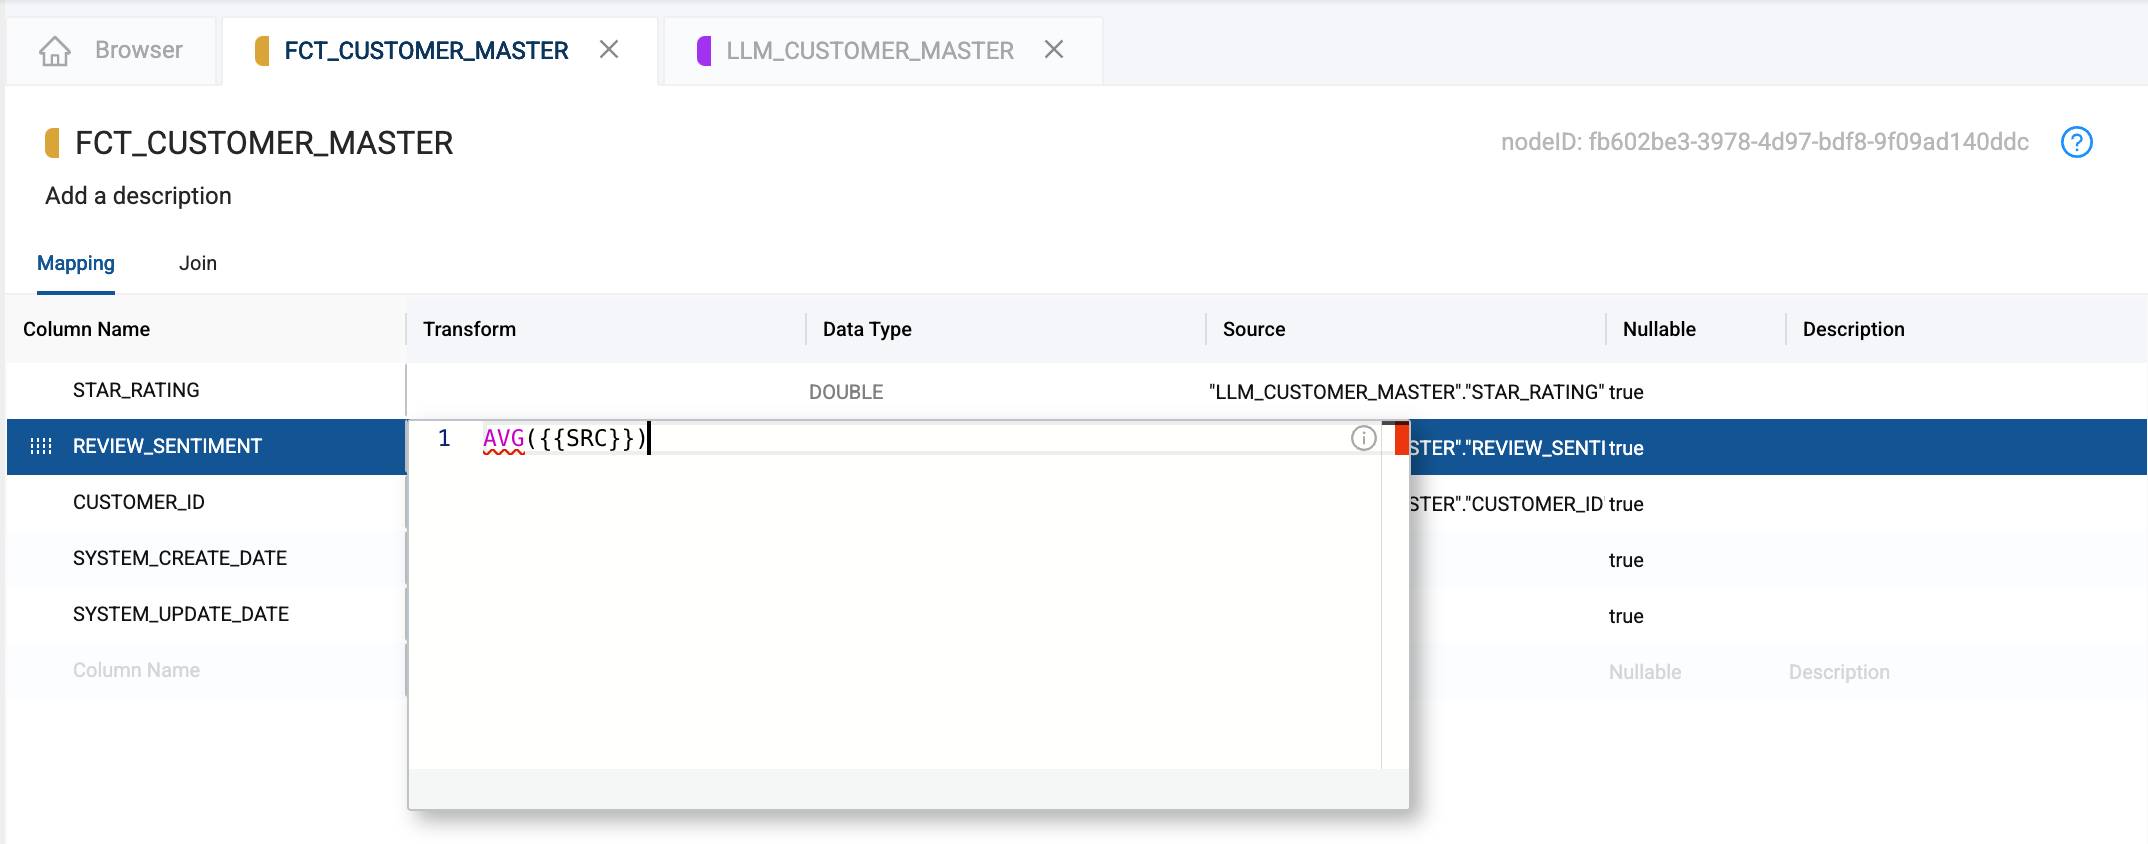 Browser
FCT_CUSTOMER_MASTER
LLM_CUSTOMER_MASTER
FCT_CUSTOMER_MASTER
nodeID: fb602be3-3978-4d97-bdf8-9f09ad140ddc
?
Add a description
Mapping
Join
Column Name
Transform
Data Type
Source
Nullable
Description
STAR_RATING
DOUBLE
"LLM_CUSTOMER_MASTER"."STAR_RATING"
true
REVIEW_SENTIMENT
1
AVG({{SRC}})
STER"."REVIEW_SENTI
true
CUSTOMER_ID
STER"."CUSTOMER_ID
true
SYSTEM_CREATE_DATE
true
SYSTEM_UPDATE_DATE
true
Column Name
Nullable
Description